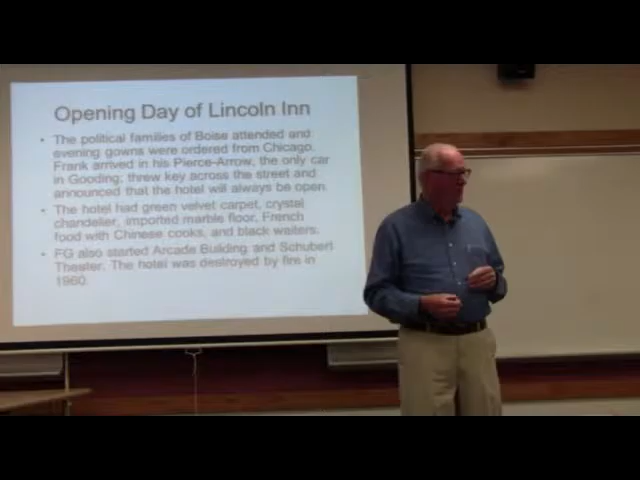 Opening Day of Lincoln Inn
• The political families of Boise attended and
evening gowns were ordered from Chicago.
Frank arrived in his Pierce-Arrow; the only car
in Gooding; threw key across the street and
announced that the hotel will always be open.
• The hotel had green velvet carpet, crystal
chandelier, imported marble floor, French
food with Chinese cooks, and black waiters.
• FG also started Arcade Building and Schubert
Theater. The hotel was destroyed by fire in
1960.